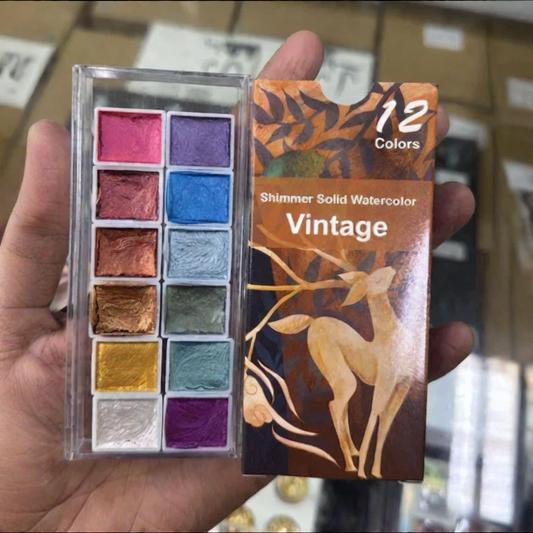 12
Colors
Shimmer Solid Watercolor
Vintage